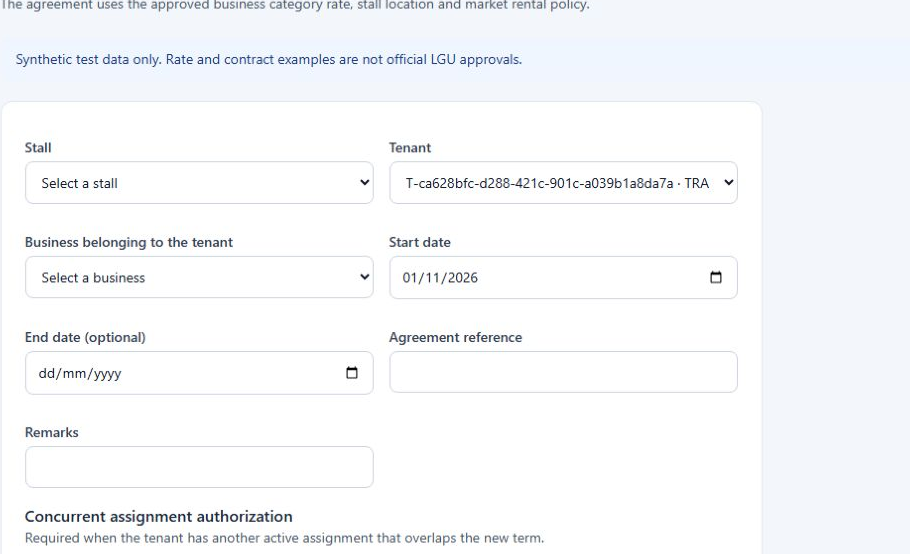 The agreement uses the approved business category rate, stall location and market rental policy.
Synthetic test data only. Rate and contract examples are not official LGU approvals.
Stall
Tenant
Select a stall
T-ca628bfc-d288-421c-901c-a039b1a8da7a · TRA
Business belonging to the tenant
Start date
Select a business
01/11/2026
End date (optional)
Agreement reference
dd/mm/yyyy
Remarks
Concurrent assignment authorization
Required when the tenant has another active assignment that overlaps the new term.